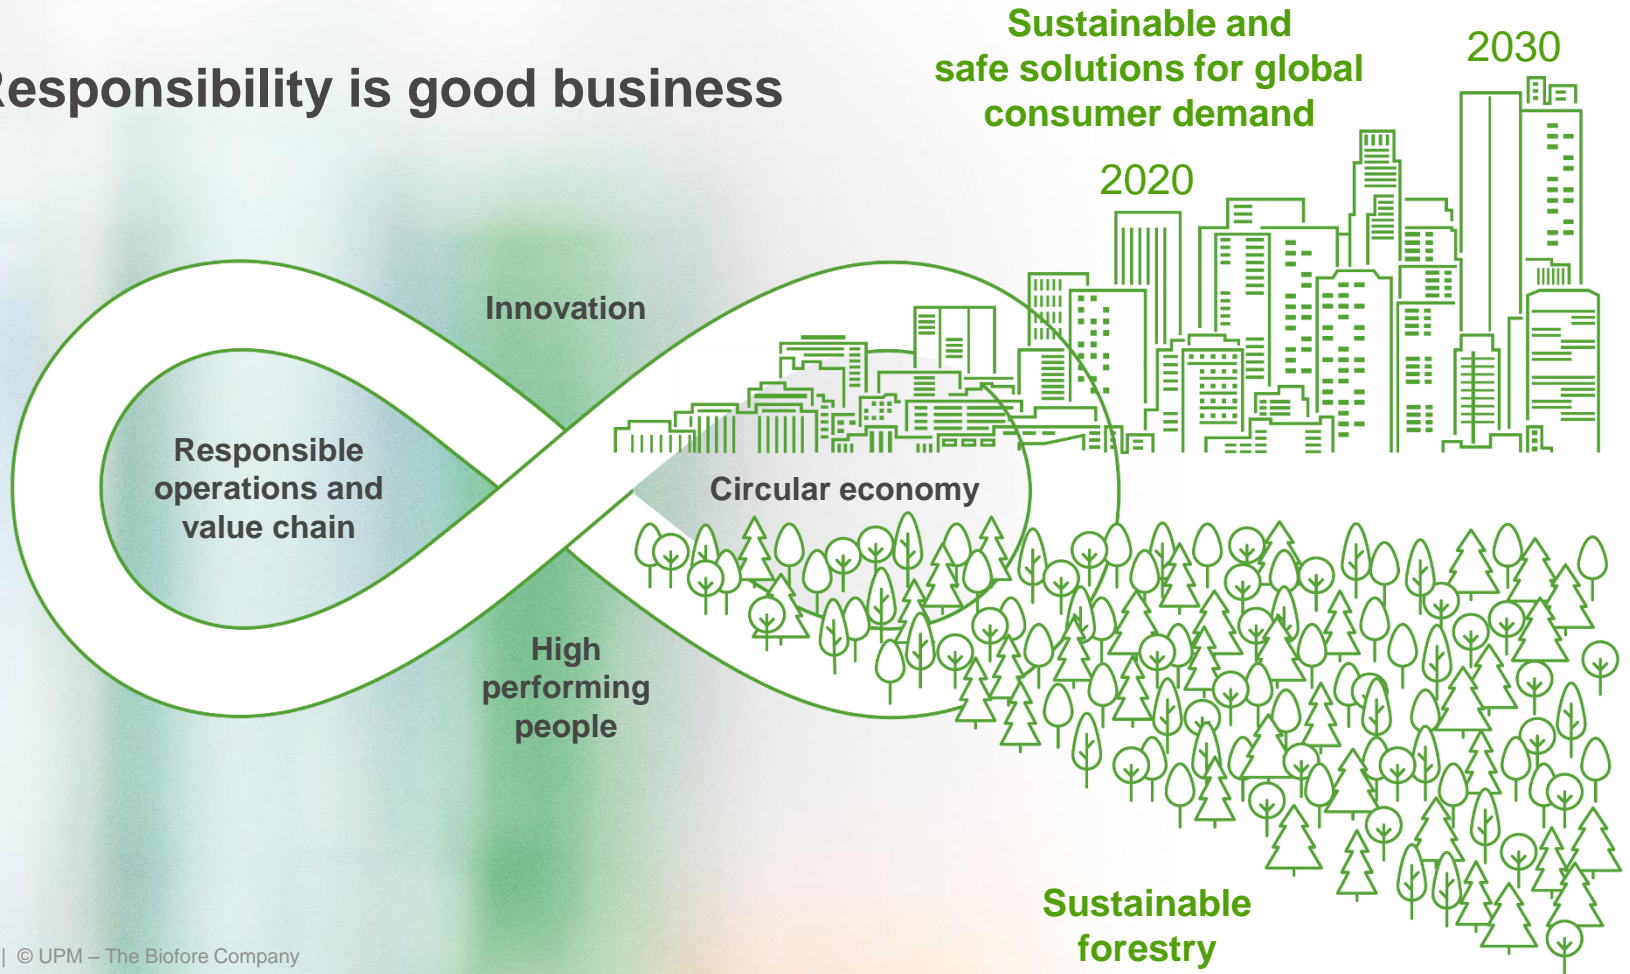 Responsibility is good business
Sustainable and
safe solutions for global
consumer demand
2030
2020
Innovation
Responsible
operations and
value chain
Circular economy
High
performing
people
Sustainable
forestry
| © UPM – The Biofore Company